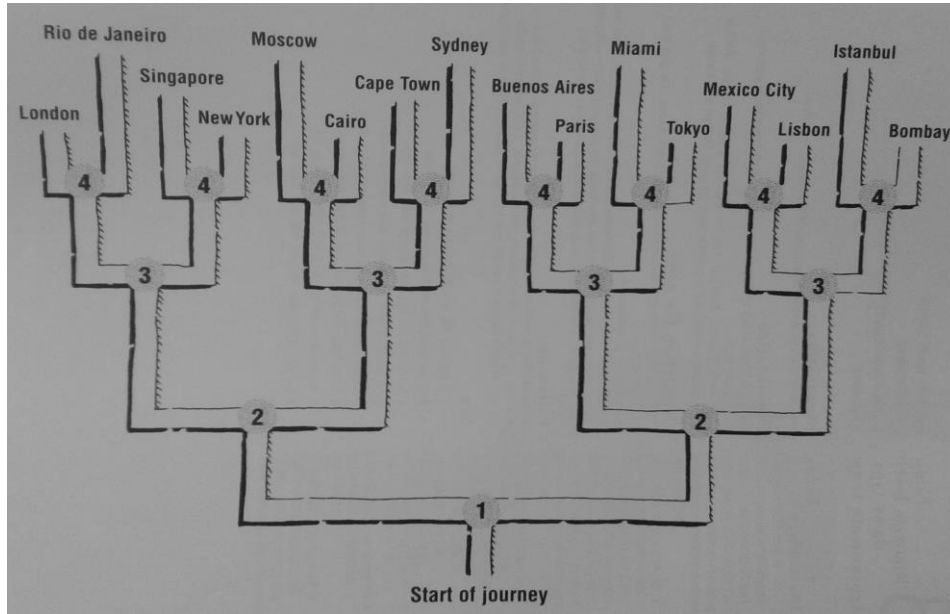 Rio de Janeiro
Moscow
Sydney
Miami
Istanbul
Singapore
Cape Town
Buenos Aires
Mexico City
London
New York
Cairo
Paris
Tokyo
Lisbon
Bombay
4 4 4 4 4 4 4 4
3 3 3 3
2 2
1
Start of journey